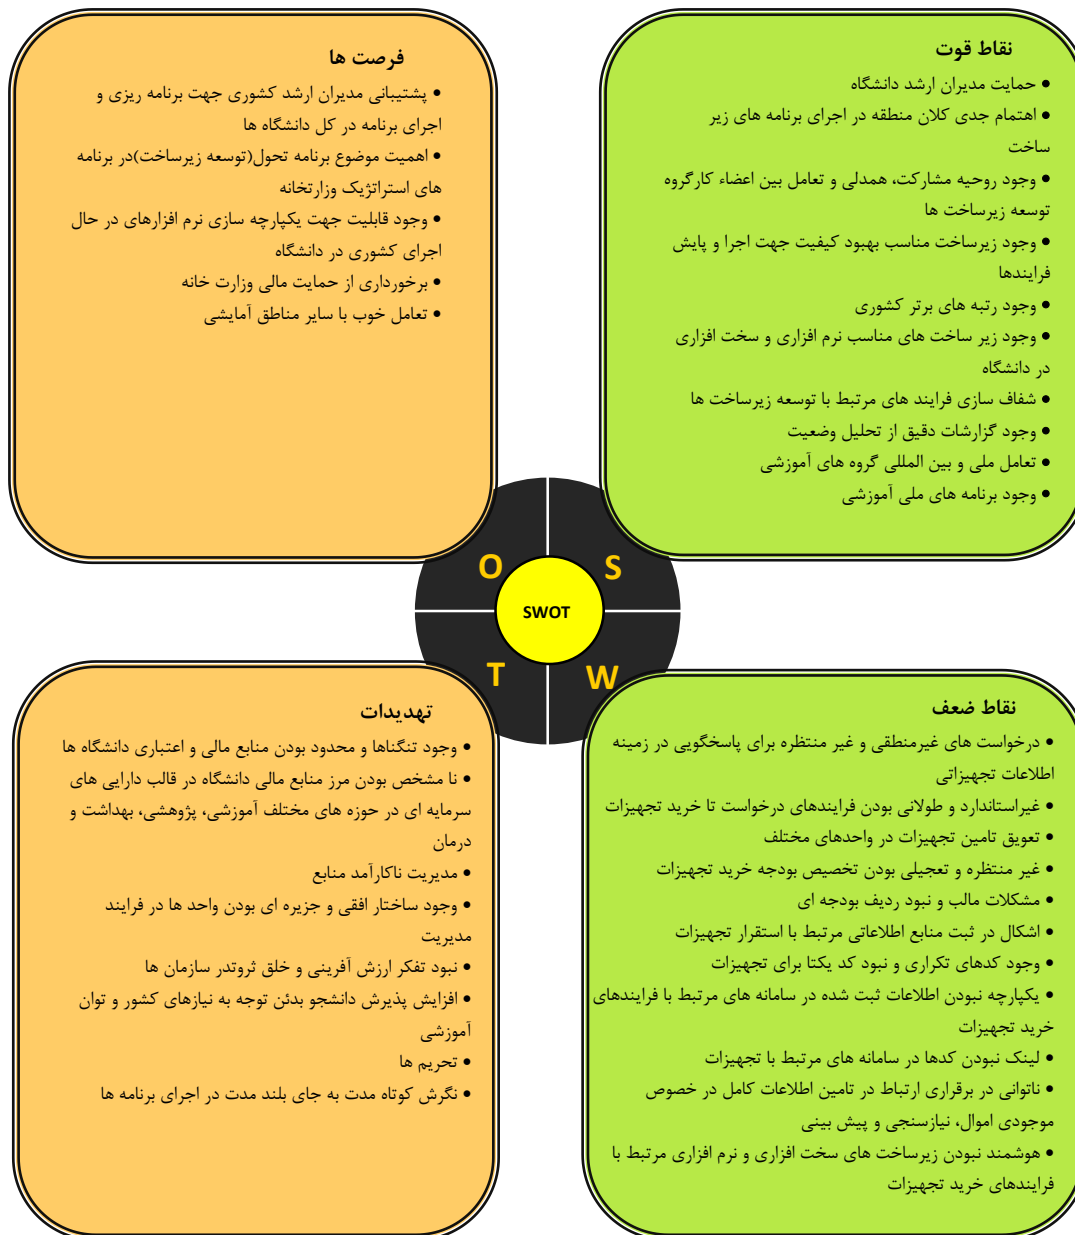 نقاط قوت
• حمایت مدیران ارشد دانشگاه
• اهتمام جدی کلان منطقه در اجرای برنامه های زیر
ساخت
• وجود روحیه مشارکت، همدلی و تعامل بین اعضاء کارگروه
توسعه زیرساخت ها
• وجود زیرساخت مناسب بهبود کیفیت جهت اجرا و پایش
فرایندها
• وجود رتبه های برتر کشوری
• وجود زیر ساخت های مناسب نرم افزاری و سخت افزاری
در دانشگاه
• شفاف سازی فرایند های مرتبط با توسعه زیرساخت ها
• وجود گزارشات دقیق از تحلیل وضعیت
• تعامل ملی و بین المللی گروه های آموزشی
• وجود برنامه های ملی آموزشی
فرصت ها
• پشتیبانی مدیران ارشد کشوری جهت برنامه ریزی و
اجرای برنامه در کل دانشگاه ها
• اهمیت موضوع برنامه تحول(توسعه زیرساخت)در برنامه
های استراتژیک وزارتخانه
• وجود قابلیت جهت یکپارچه سازی نرم افزارهای در حال
اجرای کشوری در دانشگاه
• برخورداری از حمایت مالی وزارت خانه
• تعامل خوب با سایر مناطق آمایشی
O
S
SWOT
T
W
نقاط ضعف
• درخواست های غیرمنطقی و غیر منتظره برای پاسخگویی در زمینه
اطلاعات تجهیزاتی
• غیراستاندارد و طولانی بودن فرایندهای درخواست تا خرید تجهیزات
• تعویق تامین تجهیزات در واحدهای مختلف
• غیر منتظره و تعجیلی بودن تخصیص بودجه خرید تجهیزات
• مشکلات مالب و نبود ردیف بودجه ای
• اشکال در ثبت منابع اطلاعاتی مرتبط با استقرار تجهیزات
• وجود کدهای تکراری و نبود کد یکتا برای تجهیزات
• یکپارچه نبودن اطلاعات ثبت شده در سامانه های مرتبط با فرایندهای
خرید تجهیزات
• لینک نبودن کدها در سامانه های مرتبط با تجهیزات
• ناتوانی در برقراری ارتباط در تامین اطلاعات کامل در خصوص
موجودی اموال، نیازسنجی و پیش بینی
• هوشمند نبودن زیرساخت های سخت افزاری و نرم افزاری مرتبط با
فرایندهای خرید تجهیزات
تهدیدات
• وجود تنگناها و محدود بودن منابع مالی و اعتباری دانشگاه ها
• نا مشخص بودن مرز منابع مالی دانشگاه در قالب دارایی های
سرمایه ای در حوزه های مختلف آموزشی، پژوهشی، بهداشت و
درمان
• مدیریت ناکارآمد منابع
• وجود ساختار افقی و جزیره ای بودن واحد ها در فرایند
مدیریت
• نبود تفکر ارزش آفرینی و خلق ثروتدر سازمان ها
• افزایش پذیرش دانشجو بدئن توجه به نیازهای کشور و توان
آموزشی
• تحریم ها
• نگرش کوتاه مدت به جای بلند مدت در اجرای برنامه ها